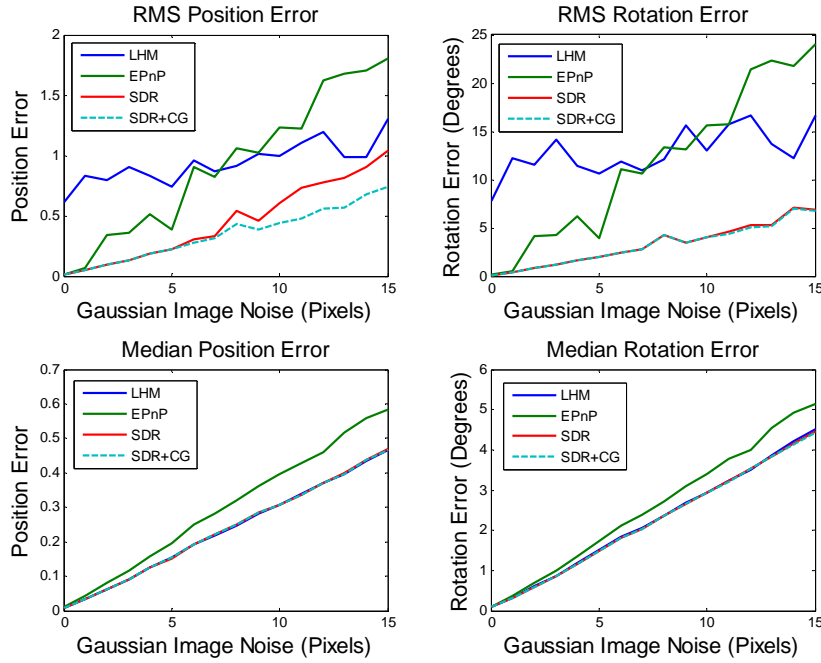 RMS Position Error
2
1.5
1
0.5
0
Position Error
LHM
EPnP
SDR
SDR+CG
0 5 10 15
Gaussian Image Noise (Pixels)
RMS Rotation Error
25
20
15
10
5
0
Rotation Error (Degrees)
LHM
EPnP
SDR
SDR+CG
0 5 10 15
Gaussian Image Noise (Pixels)
Median Position Error
0.7
0.6
0.5
0.4
0.3
0.2
0.1
0
Position Error
LHM
EPnP
SDR
SDR+CG
0 5 10 15
Gaussian Image Noise (Pixels)
Median Rotation Error
6
5
4
3
2
1
0
Rotation Error (Degrees)
LHM
EPnP
SDR
SDR+CG
0 5 10 15
Gaussian Image Noise (Pixels)